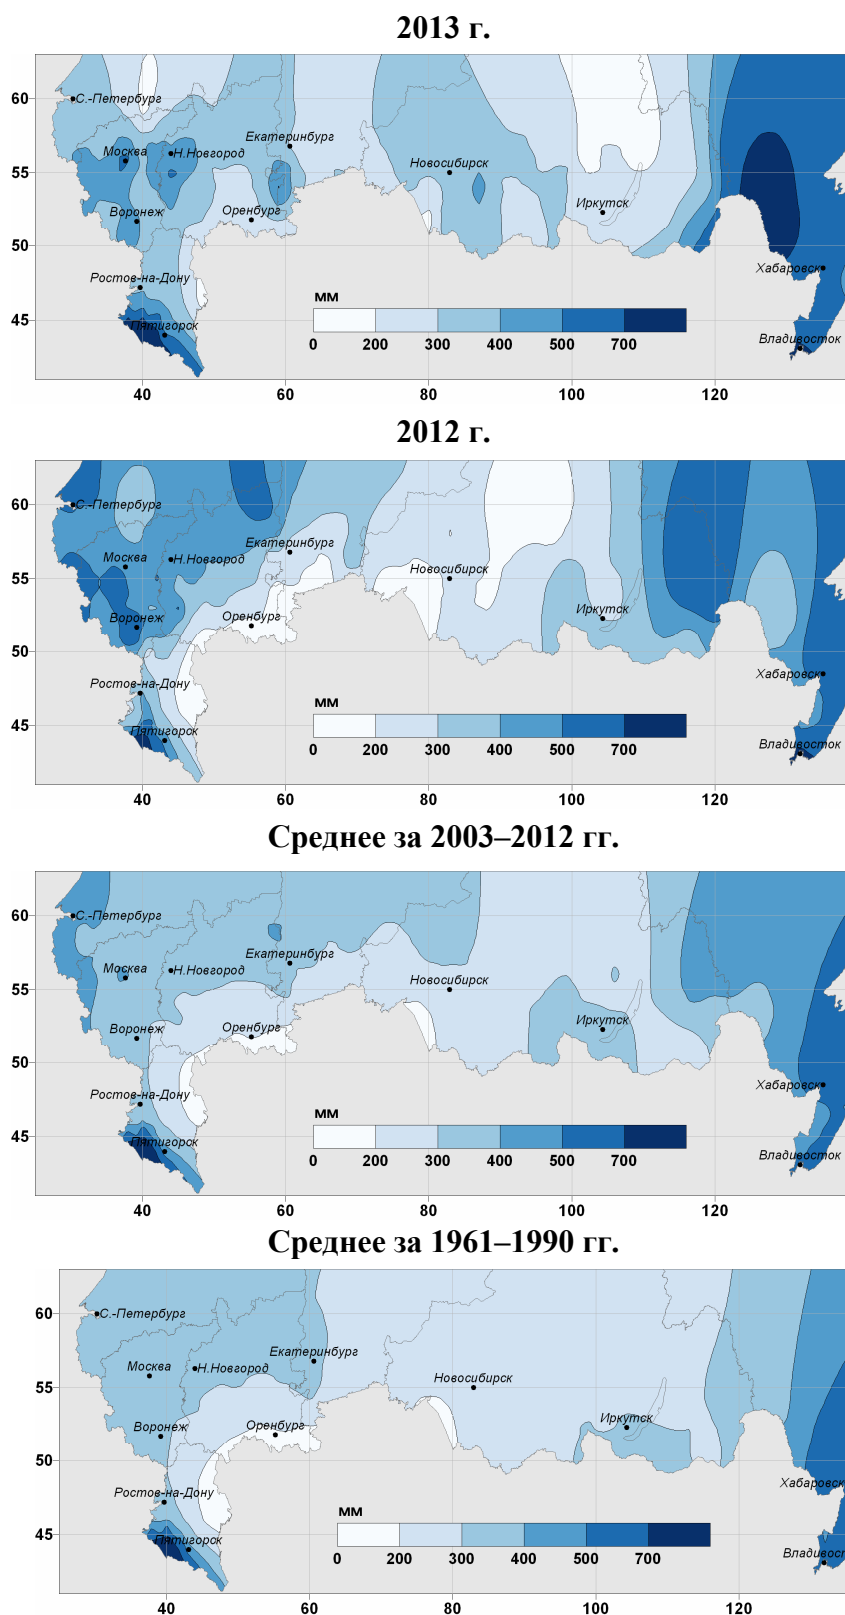 2013 г.
60
С.-Петербург
Екатеринбург
Москва
Н.Новгород
55
Новосибирск
Воронеж
Оренбург
Иркутск
50
Ростов-на-Дону
Хабаровск
мм
45
Пятигорск
Владивосток
0 200 300 400 500 700
40 60 80 100 120
2012 г.
60
С.-Петербург
Екатеринбург
Москва
Н.Новгород
55
Новосибирск
Воронеж
Оренбург
Иркутск
50
Ростов-на-Дону
Хабаровск
мм
45
Пятигорск
Владивосток
0 200 300 400 500 700
40 60 80 100 120
Среднее за 2003–2012 гг.
60
С.-Петербург
Екатеринбург
Москва
Н.Новгород
55
Новосибирск
Воронеж
Оренбург
Иркутск
50
Ростов-на-Дону
Хабаровск
мм
45
Пятигорск
Владивосток
0 200 300 400 500 700
40 60 80 100 120
Среднее за 1961–1990 гг.
60
С.-Петербург
Екатеринбург
Москва
Н.Новгород
55
Новосибирск
Воронеж
Оренбург
Иркутск
50
Ростов-на-Дону
Хабаровск
мм
45
Пятигорск
Владивост
0 200 300 400 500 700
40 60 80 100 120